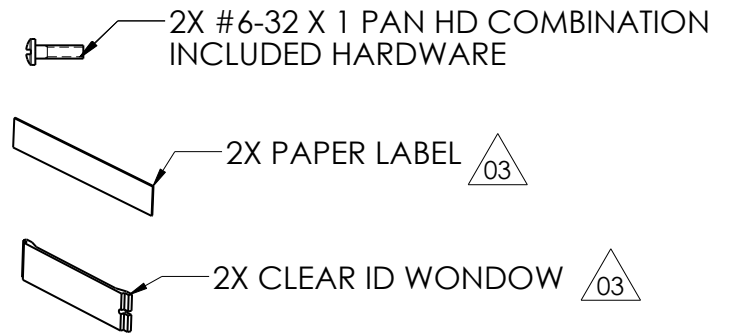 2X #6-32 X 1 PAN HD COMBINATION
INCLUDED HARDWARE
2X PAPER LABEL 03
2X CLEAR ID WONDOW 03